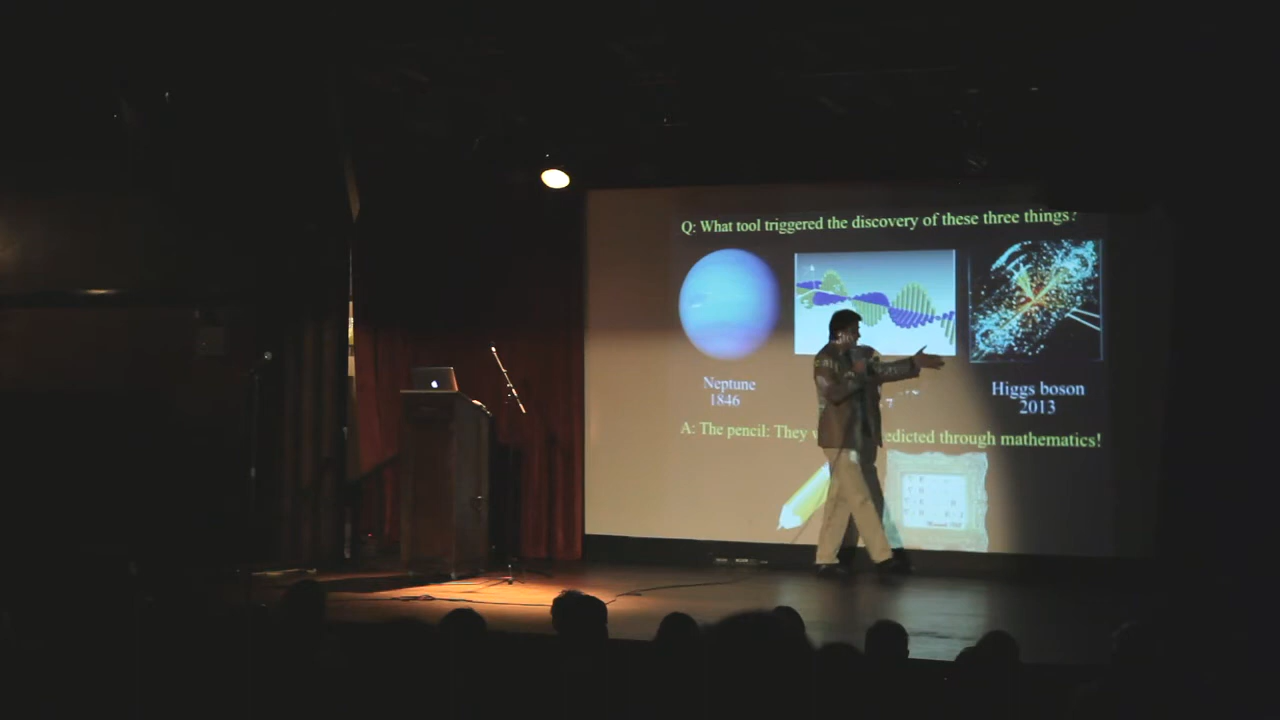 Q: What tool triggered the discovery of these three things?
Neptune
1846
Higgs boson
2013
A: The pencil: They edicted through mathematics!